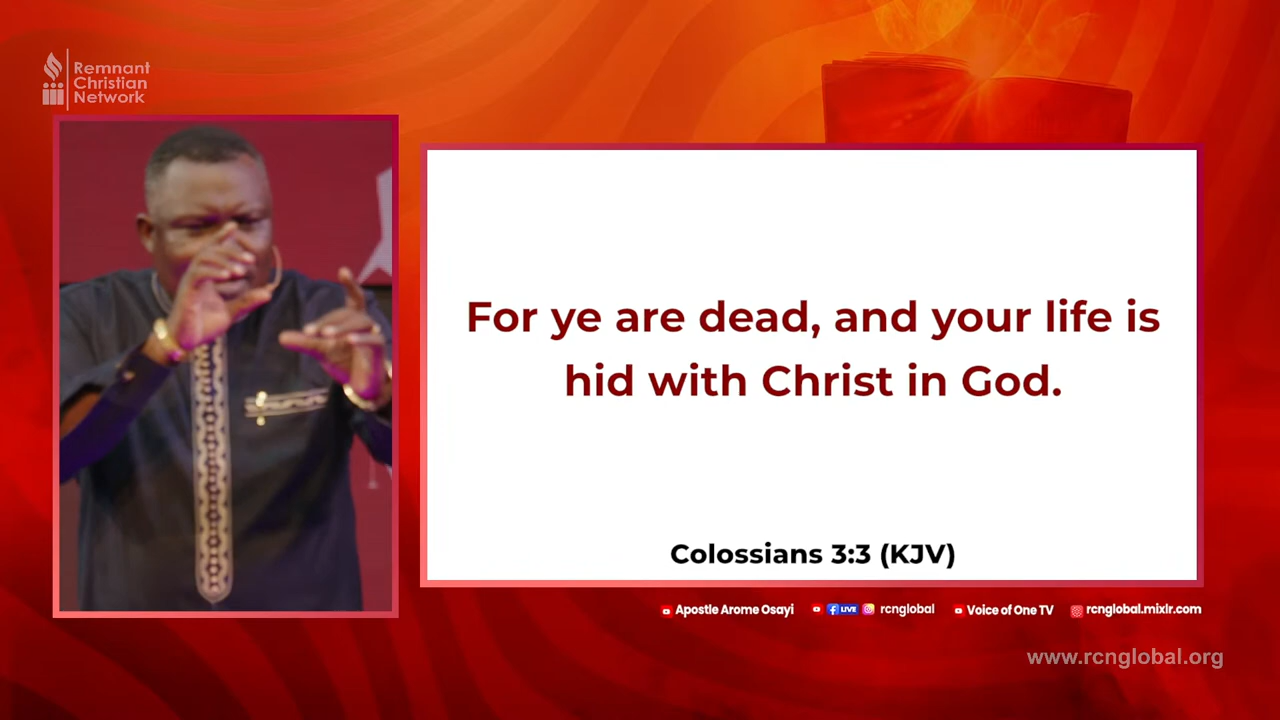 Remnant
Christian
Network
For ye are dead, and your life is
hid with Christ in God.
Colossians 3:3 (KJV)
Apostle Arome Osayi LIVE rcnglobal Voice of One TV rcnglobal.mixlr.com
www.rcnglobal.org